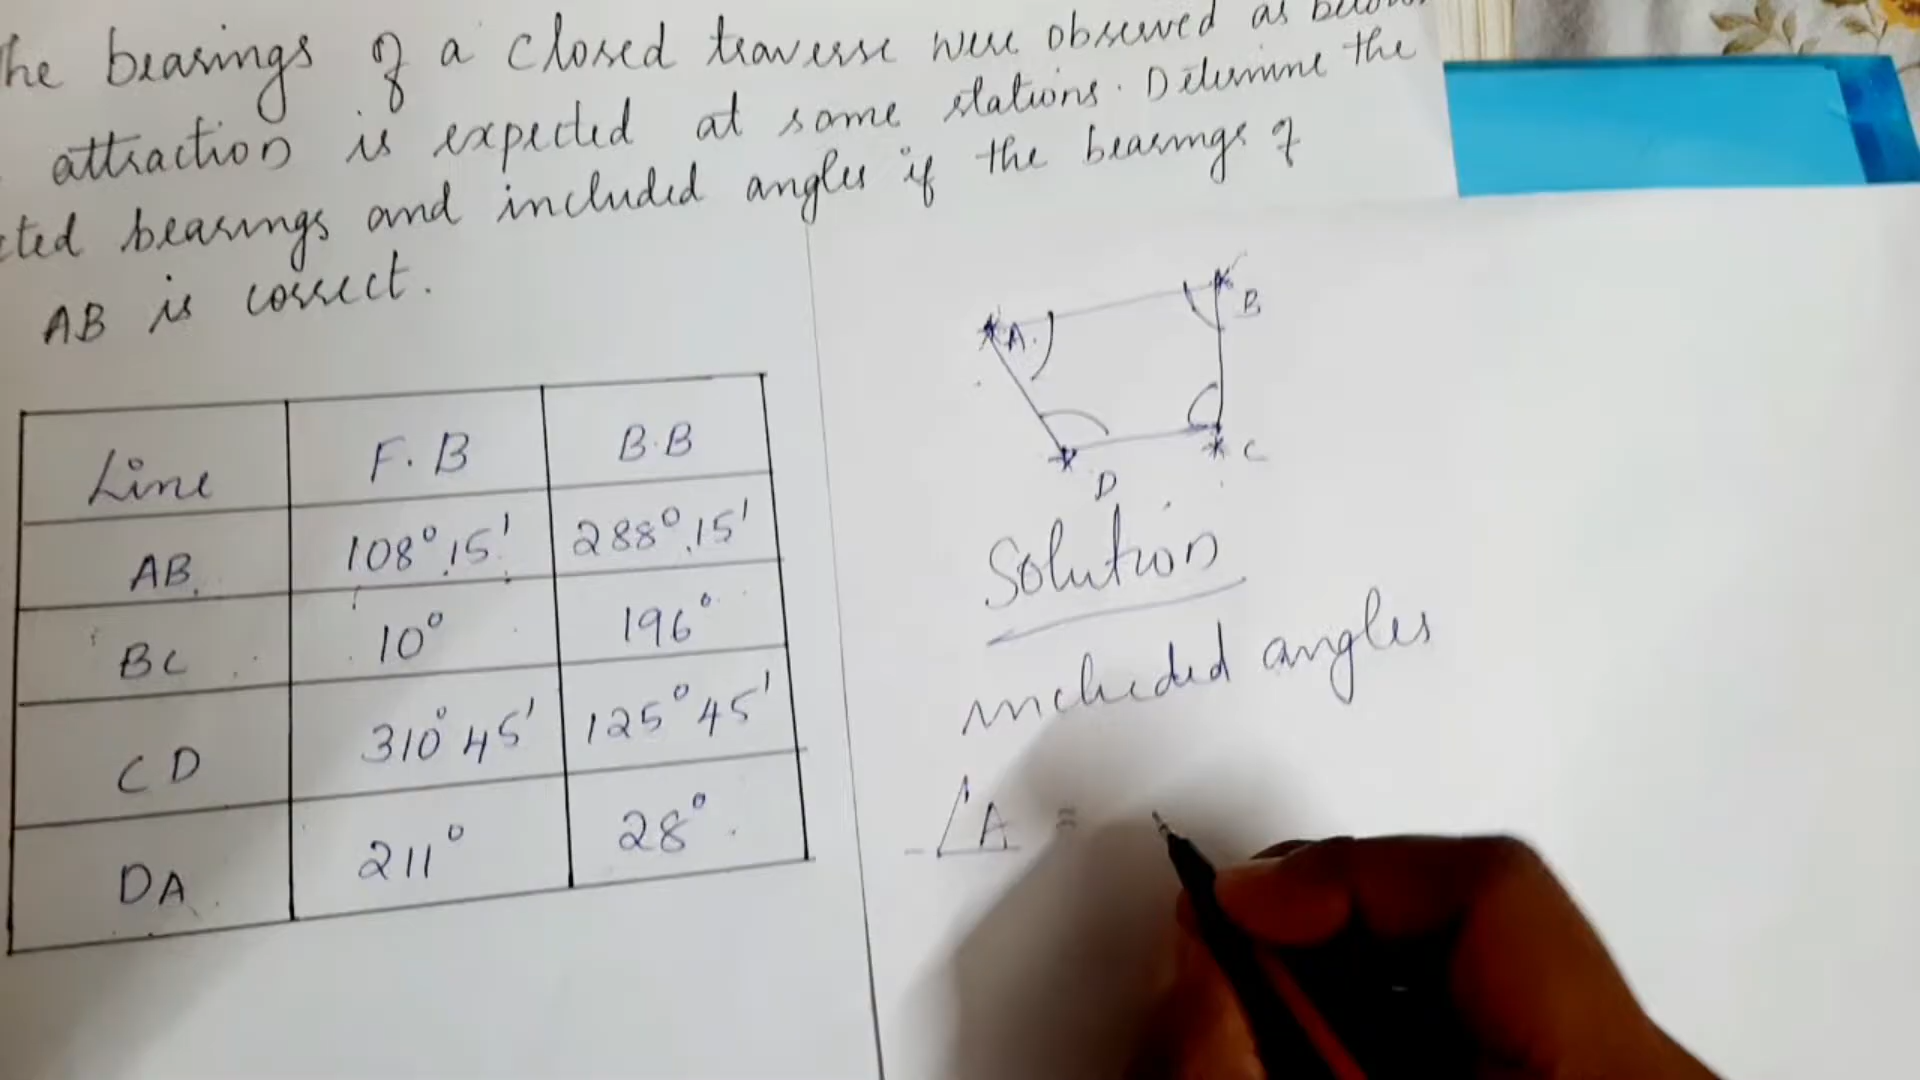 he bearings of a closed traverse were observed as below
attraction is expected at some stations. Determine the
cted bearings and included angles if the bearings of
AB is correct.
Line F.B B.B
AB 108° 15' 288° 15'
BC 10° 196°
CD 310° 45' 125° 45'
DA 211° 28°
A B
D C
Solution
included angles
∠A =